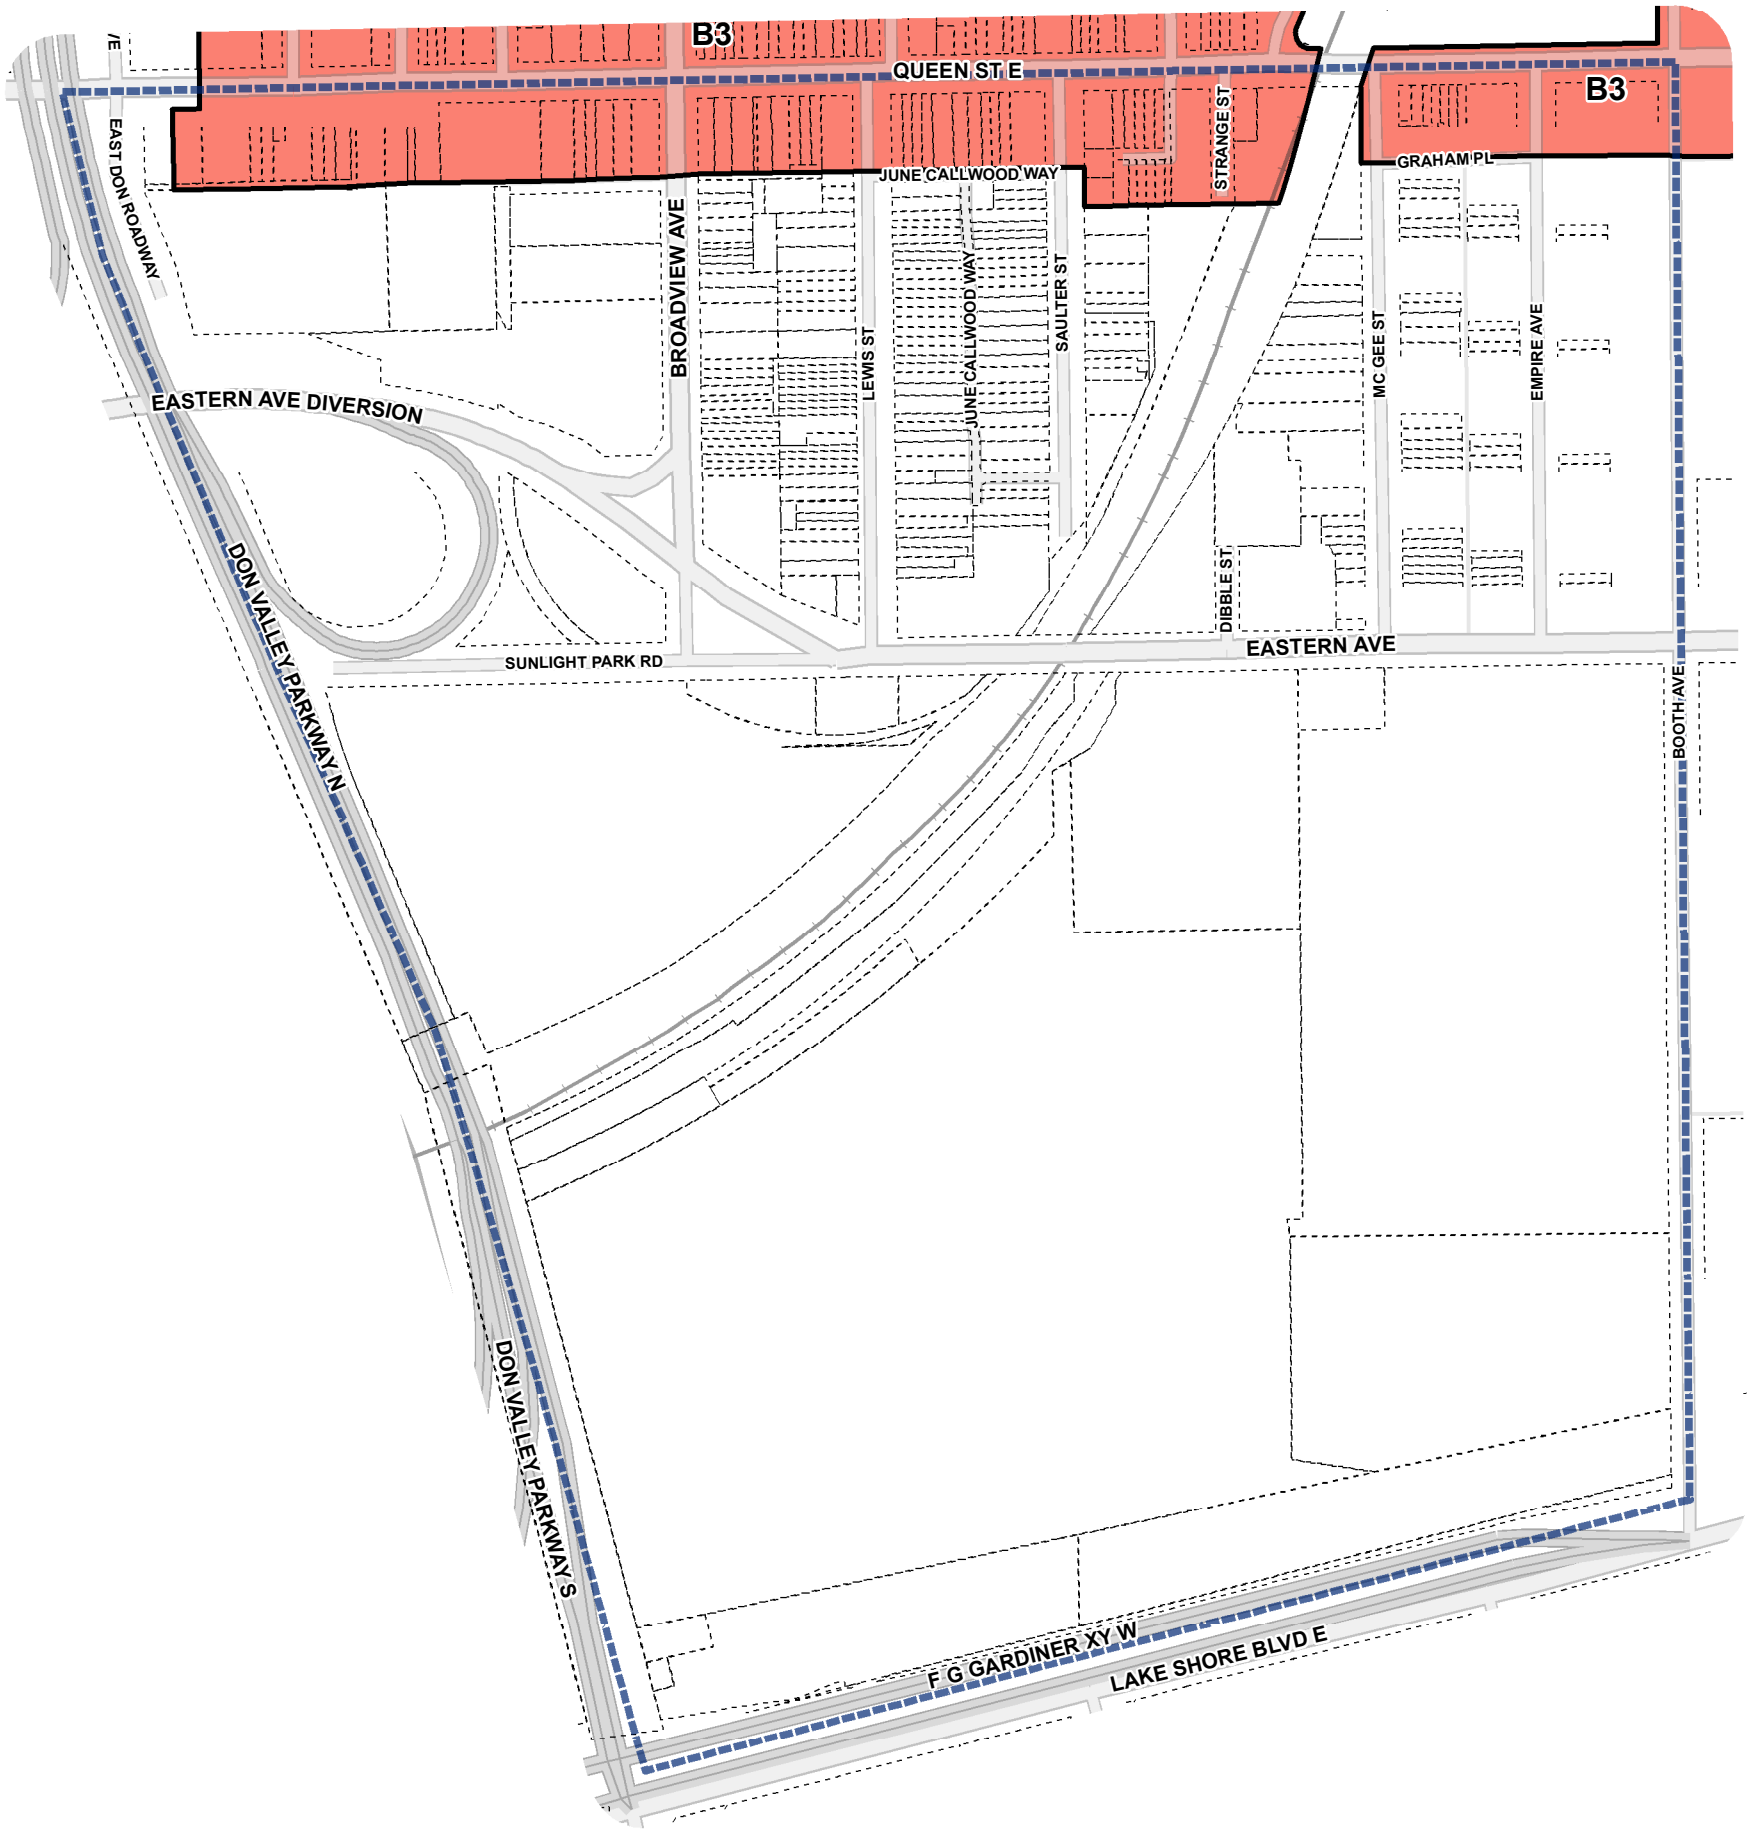 B3
VE
QUEEN ST E
B3
EAST DON ROADWAY
STRANGE ST
GRAHAM PL
JUNE CALLWOOD WAY
BROADVIEW AVE
LEWIS ST
JUNE CALLWOOD WAY
SAULTER ST
MC GEE ST
EMPIRE AVE
EASTERN AVE DIVERSION
DON VALLEY PARKWAY N
DIBBLE ST
SUNLIGHT PARK RD
EASTERN AVE
BOOTH AVE
DON VALLEY PARKWAY S
F G GARDINER XY W
LAKE SHORE BLVD E